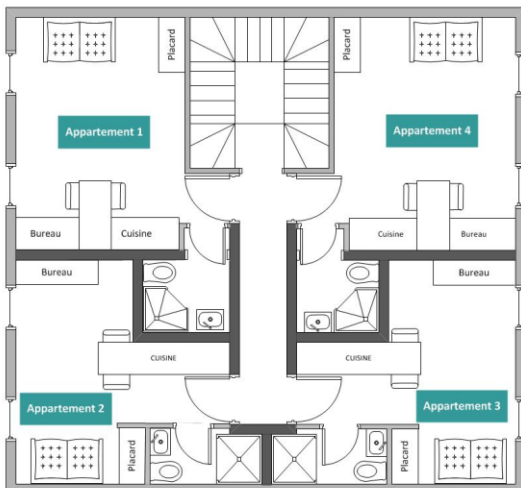 Placard
Placard
Appartement 1
Appartement 4
Bureau
Cuisine
Cuisine
Bureau
Bureau
Bureau
CUISINE
CUISINE
Appartement 2
Appartement 3
Placard
Placard